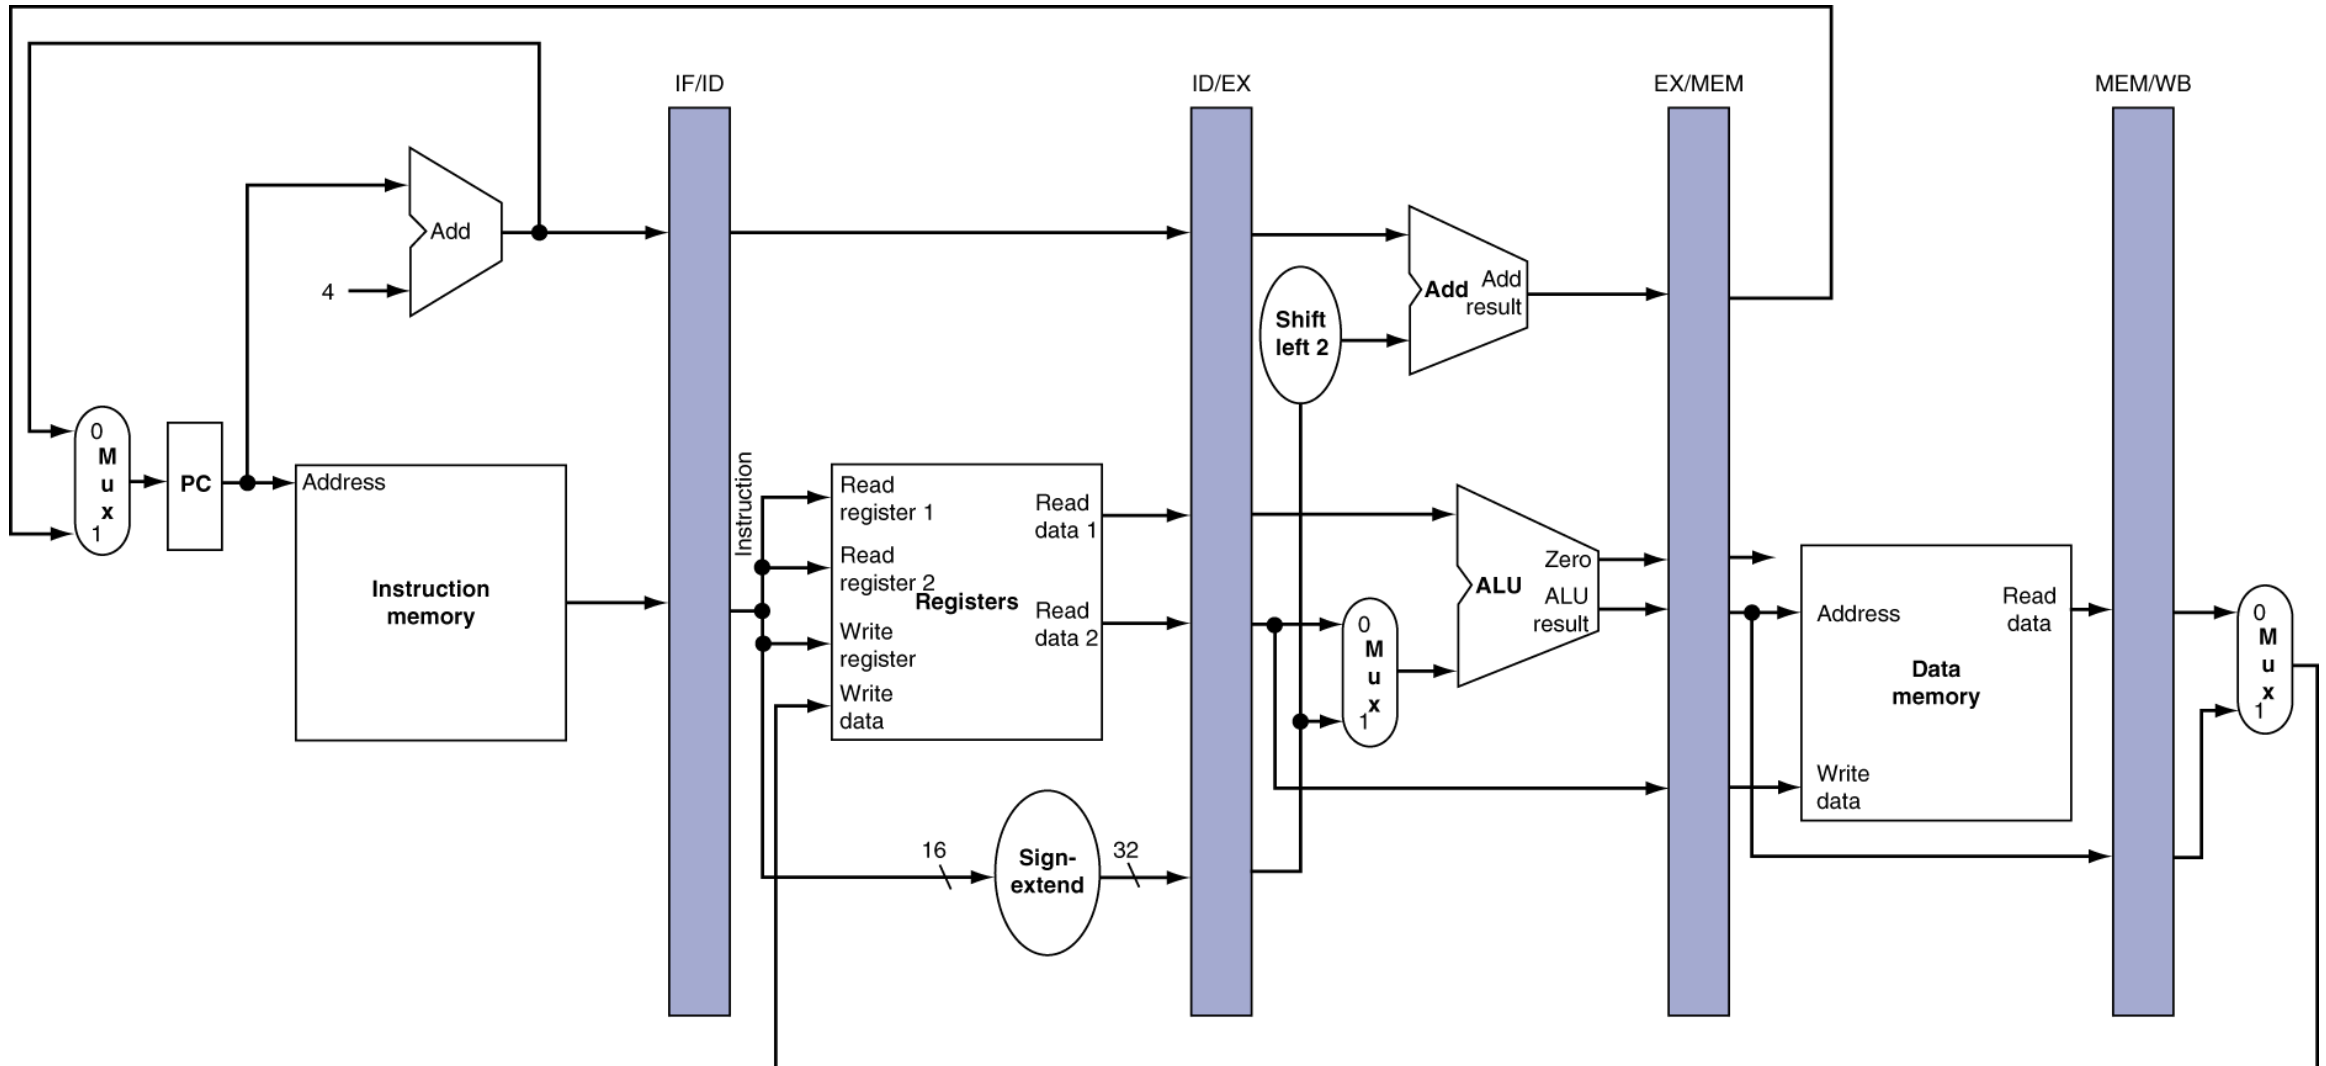 IF/ID
ID/EX
EX/MEM
MEM/WB
Add
4
Add
Add
result
Shift
left 2
0
M
u
x
1
PC
Address
Instruction
memory
Instruction
Read
register 1
Read
register 2
Write
register
Write
data
Registers
Read
data 1
Read
data 2
16
Sign-
extend
32
0
M
u
x
1
ALU
Zero
ALU
result
Address
Read
data
Data
memory
Write
data
0
M
u
x
1